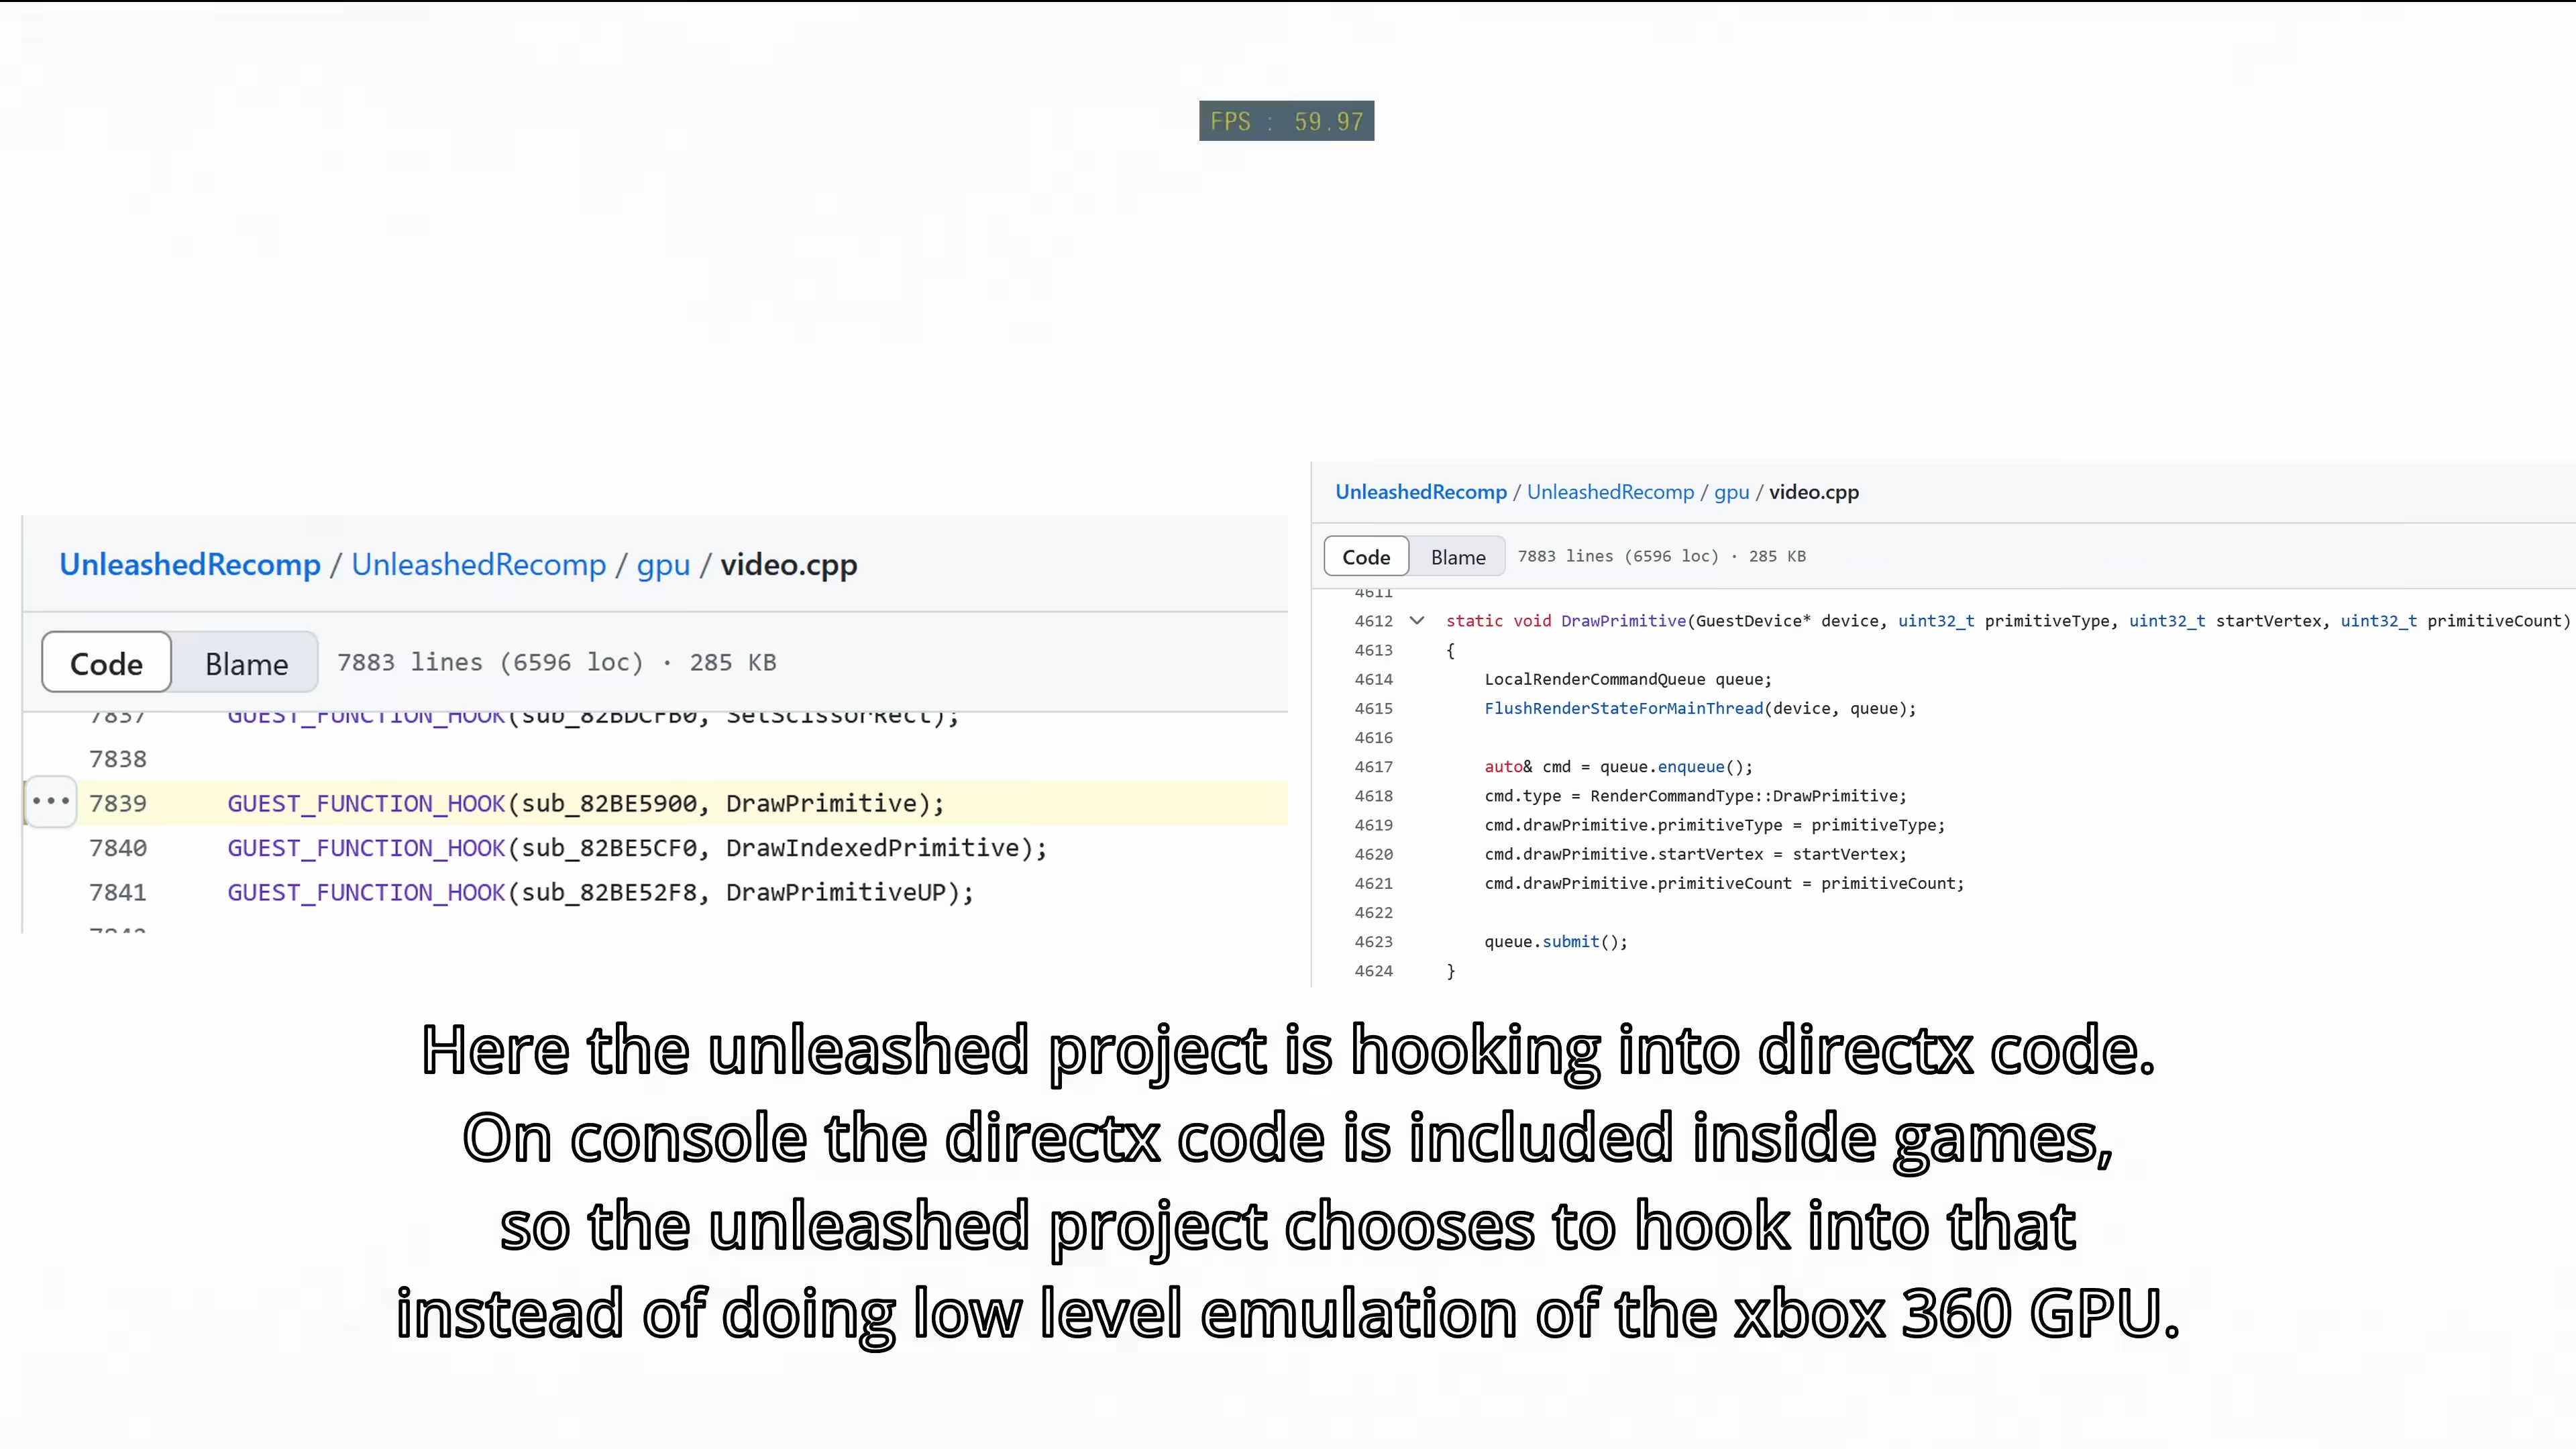 FPS : 59.97
UnleashedRecomp / UnleashedRecomp / gpu / video.cpp
Code Blame 7883 lines (6596 loc) · 285 KB
7837 GUEST_FUNCTION_HOOK(sub_82BDCFB0, SetScissorRect);
7838
7839 GUEST_FUNCTION_HOOK(sub_82BE5900, DrawPrimitive);
7840 GUEST_FUNCTION_HOOK(sub_82BE5CF0, DrawIndexedPrimitive);
7841 GUEST_FUNCTION_HOOK(sub_82BE52F8, DrawPrimitiveUP);
UnleashedRecomp / UnleashedRecomp / gpu / video.cpp
Code Blame 7883 lines (6596 loc) · 285 KB
4611
4612 static void DrawPrimitive(GuestDevice* device, uint32_t primitiveType, uint32_t startVertex, uint32_t primitiveCount)
4613 {
4614 LocalRenderCommandQueue queue;
4615 FlushRenderStateForMainThread(device, queue);
4616
4617 auto& cmd = queue.enqueue();
4618 cmd.type = RenderCommandType::DrawPrimitive;
4619 cmd.drawPrimitive.primitiveType = primitiveType;
4620 cmd.drawPrimitive.startVertex = startVertex;
4621 cmd.drawPrimitive.primitiveCount = primitiveCount;
4622
4623 queue.submit();
4624 }
Here the unleashed project is hooking into directx code.
On console the directx code is included inside games,
so the unleashed project chooses to hook into that
instead of doing low level emulation of the xbox 360 GPU.